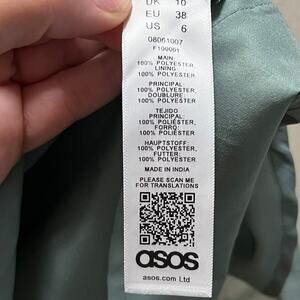 UK 10
EU 38
US 6
08001007
F100001
MAIN:
100% POLYESTER,
LINING:
100% POLYESTER.
PRINCIPAL:
100% POLYESTER,
DOUBLURE:
100% POLYESTER.
TEJIDO
PRINCIPAL:
100% POLIÉSTER,
FORRO:
100% POLIÉSTER.
HAUPTSTOFF:
100% POLYESTER,
FUTTER:
100% POLYESTER.
MADE IN INDIA
PLEASE SCAN ME
FOR TRANSLATIONS
asos
asos.com Ltd